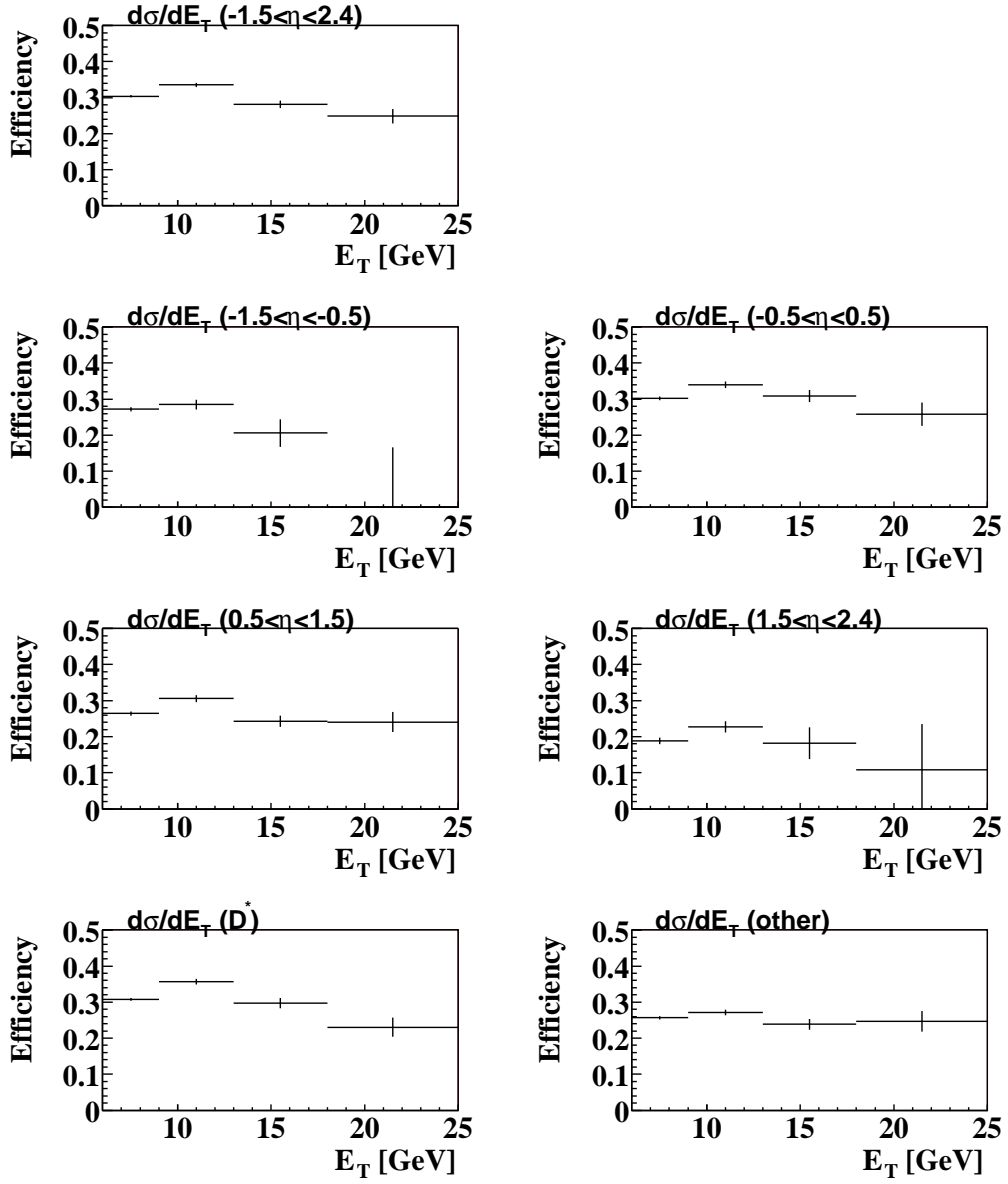 dσ/dE_T (-1.5<η<2.4)
Efficiency
0.5
0.4
0.3
0.2
0.1
0
10 15 20 25
E_T [GeV]
dσ/dE_T (-1.5<η<-0.5)
Efficiency
0.5
0.4
0.3
0.2
0.1
0
10 15 20 25
E_T [GeV]
dσ/dE_T (-0.5<η<0.5)
Efficiency
0.5
0.4
0.3
0.2
0.1
0
10 15 20 25
E_T [GeV]
dσ/dE_T (0.5<η<1.5)
Efficiency
0.5
0.4
0.3
0.2
0.1
0
10 15 20 25
E_T [GeV]
dσ/dE_T (1.5<η<2.4)
Efficiency
0.5
0.4
0.3
0.2
0.1
0
10 15 20 25
E_T [GeV]
dσ/dE_T (D*)
Efficiency
0.5
0.4
0.3
0.2
0.1
0
10 15 20 25
E_T [GeV]
dσ/dE_T (other)
Efficiency
0.5
0.4
0.3
0.2
0.1
0
10 15 20 25
E_T [GeV]